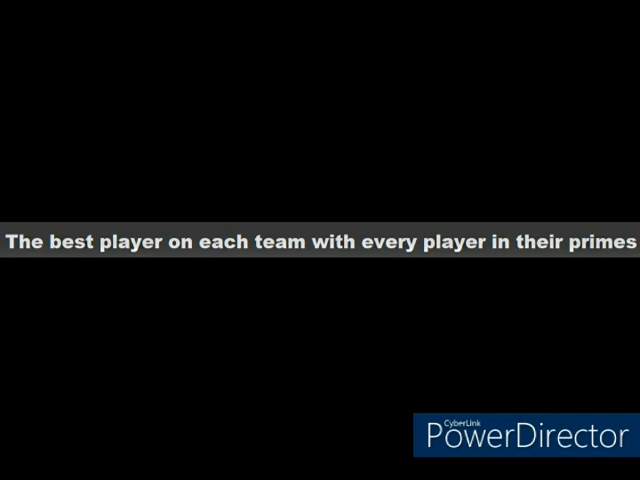 The best player on each team with every player in their primes
CyberLink
PowerDirector